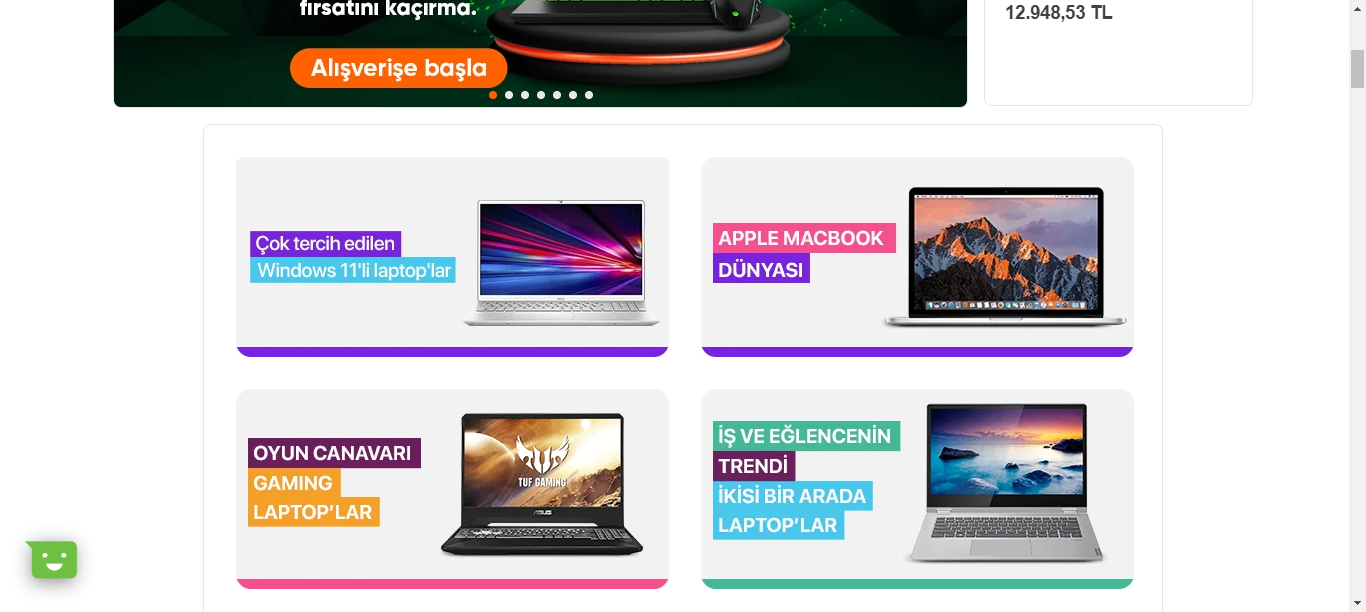 fırsatını kaçırma.
12.948,53 TL
Alışverişe başla
Çok tercih edilen
Windows 11'li laptop'lar
APPLE MACBOOK
DÜNYASI
OYUN CANAVARI
GAMING
LAPTOP’LAR
TUF GAMING
ASUS
İŞ VE EĞLENCENİN
TRENDİ
İKİSİ BİR ARADA
LAPTOP’LAR